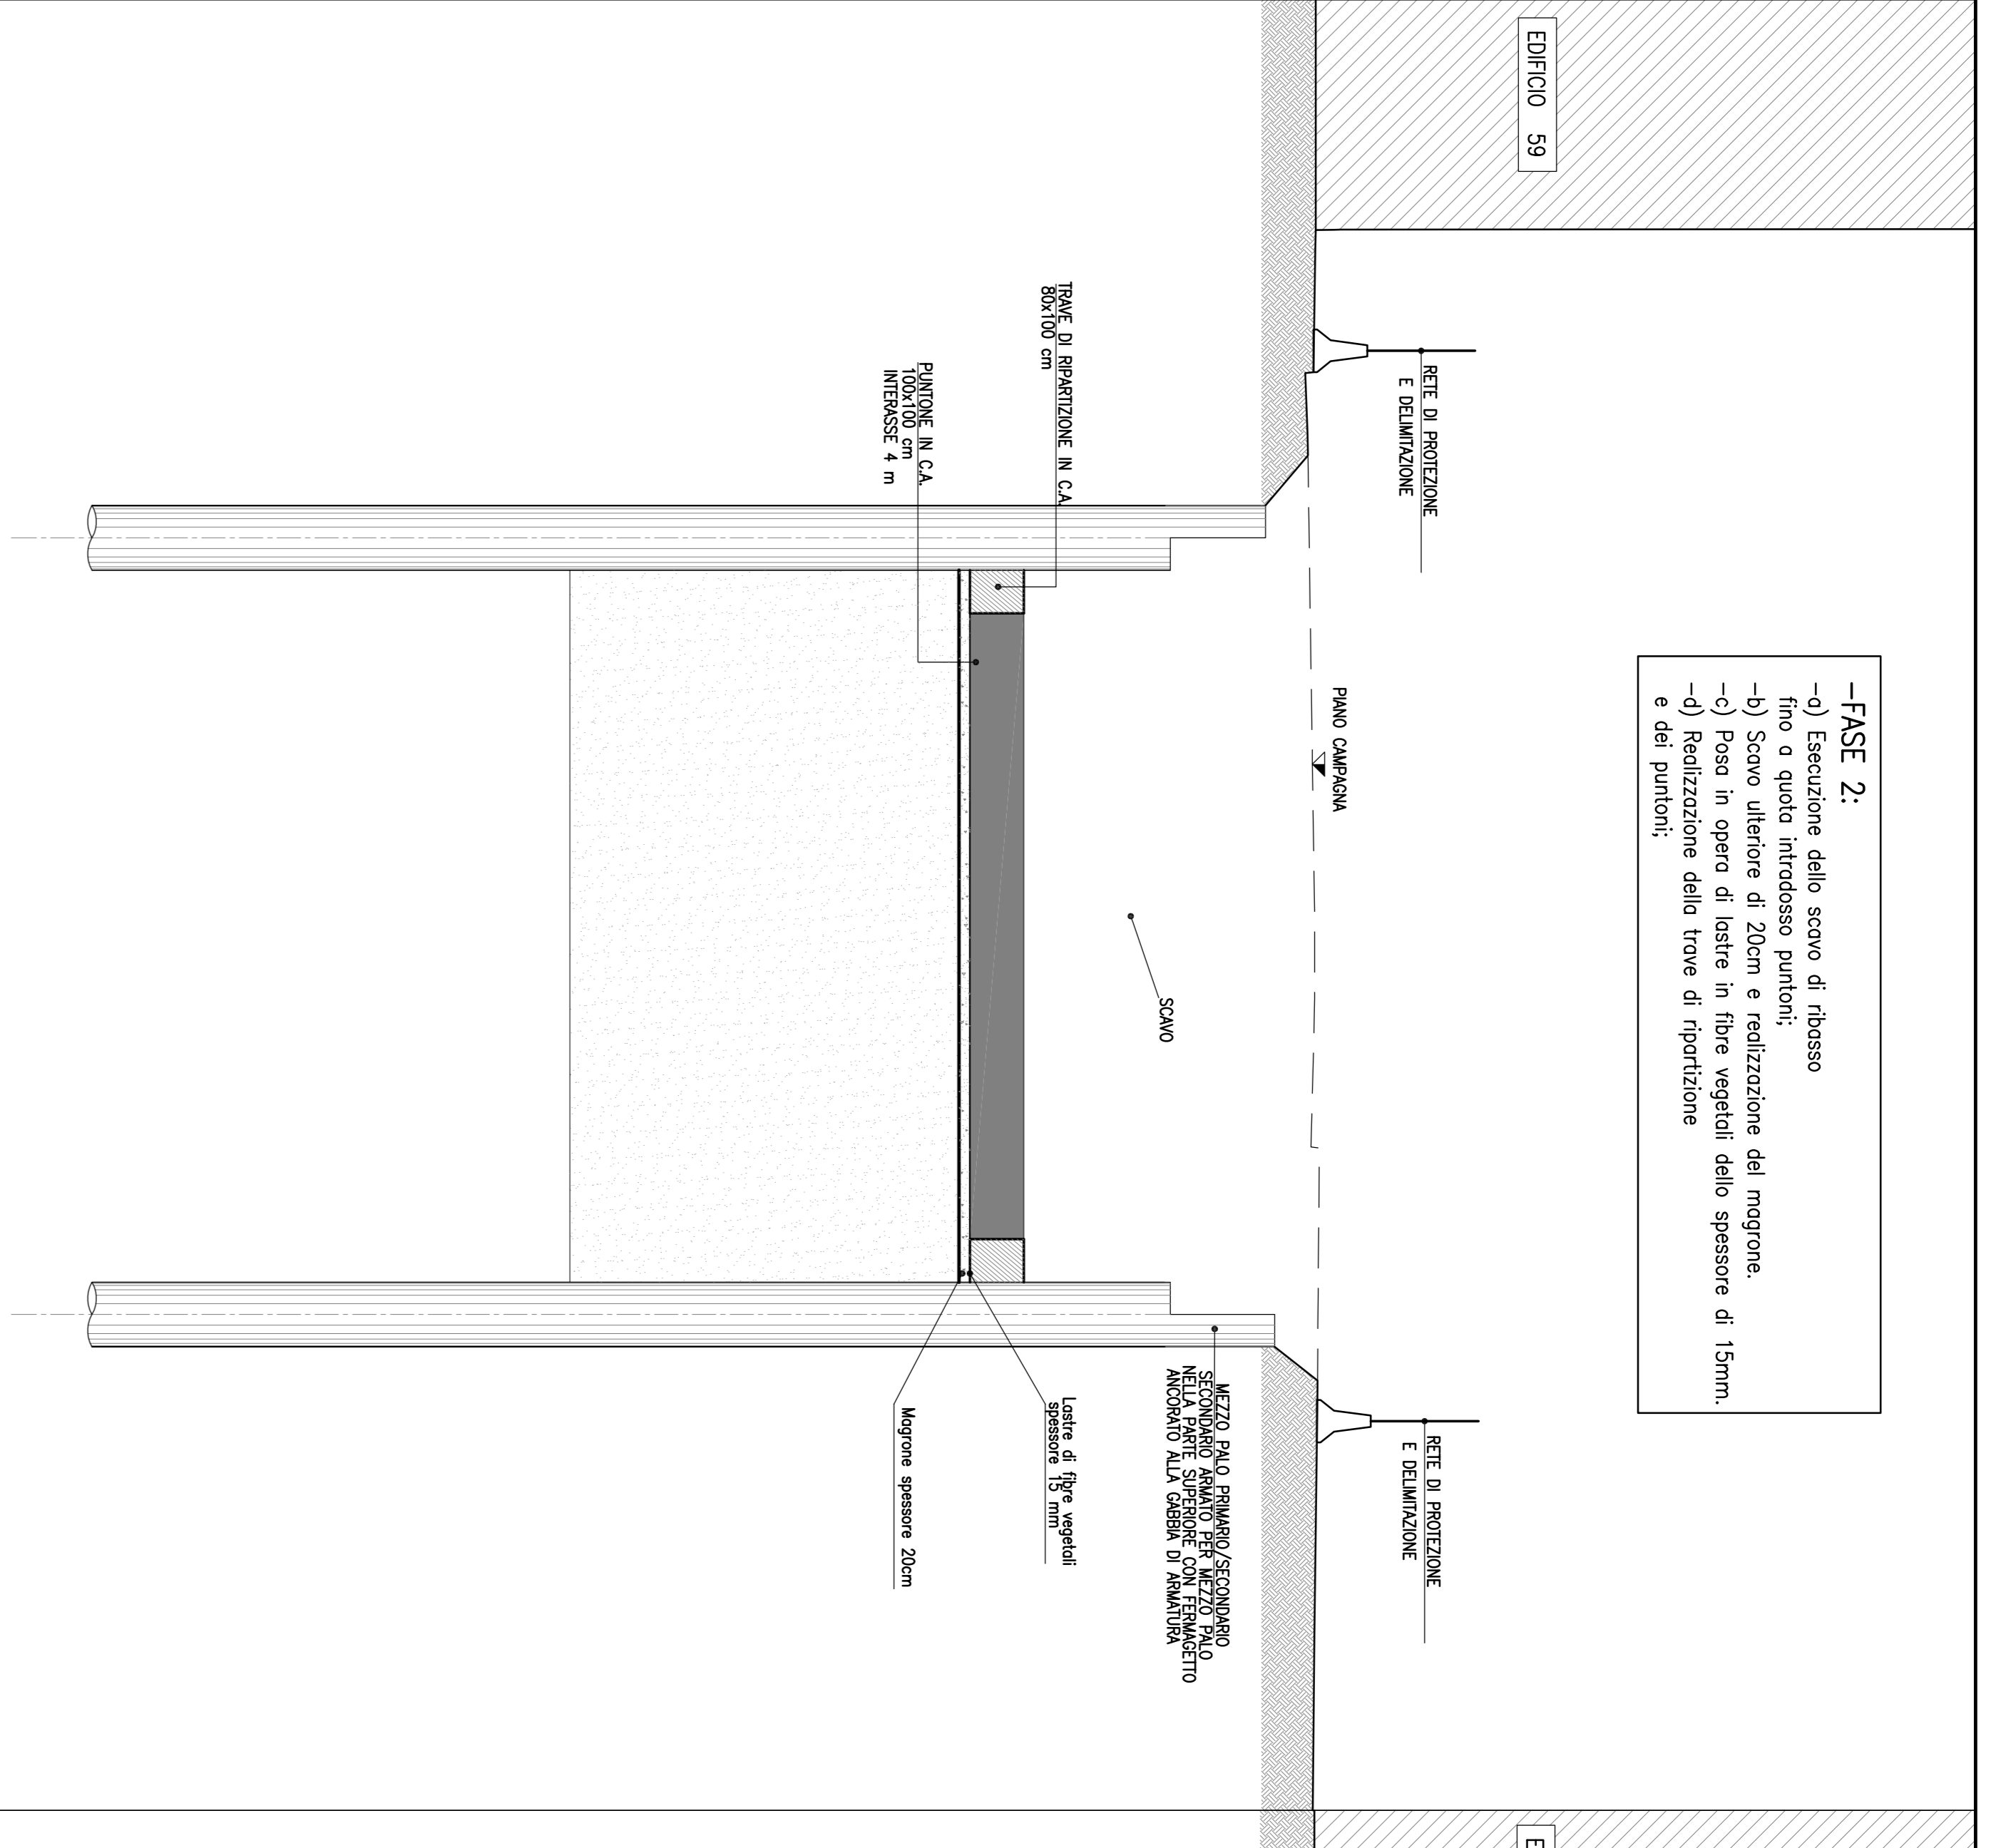 EDIFICIO 59
—FASE 2:
—a) Esecuzione dello scavo di ribasso
fino a quota intradosso puntoni;
—b) Scavo ulteriore di 20cm e realizzazione del magrone.
—c) Posa in opera di lastre in fibre vegetali dello spessore di 15mm.
—d) Realizzazione della trave di ripartizione
e dei puntoni;
RETE DI PROTEZIONE
E DELIMITAZIONE
PIANO CAMPAGNA
RETE DI PROTEZIONE
E DELIMITAZIONE
TRAVE DI RIPARTIZIONE IN C.A.
80x100 cm
PUNTONE IN C.A.
100x100 cm
INTERASSE 4 m
SCAVO
MEZZO PALO PRIMARIO/SECONDARIO
SECONDARIO ARMATO PER MEZZO PALO
NELLA PARTE SUPERIORE CON FERMAGETTO
ANCORATO ALLA GABBIA DI ARMATURA
Lastre di fibre vegetali
spessore 15 mm
Magrone spessore 20cm
E